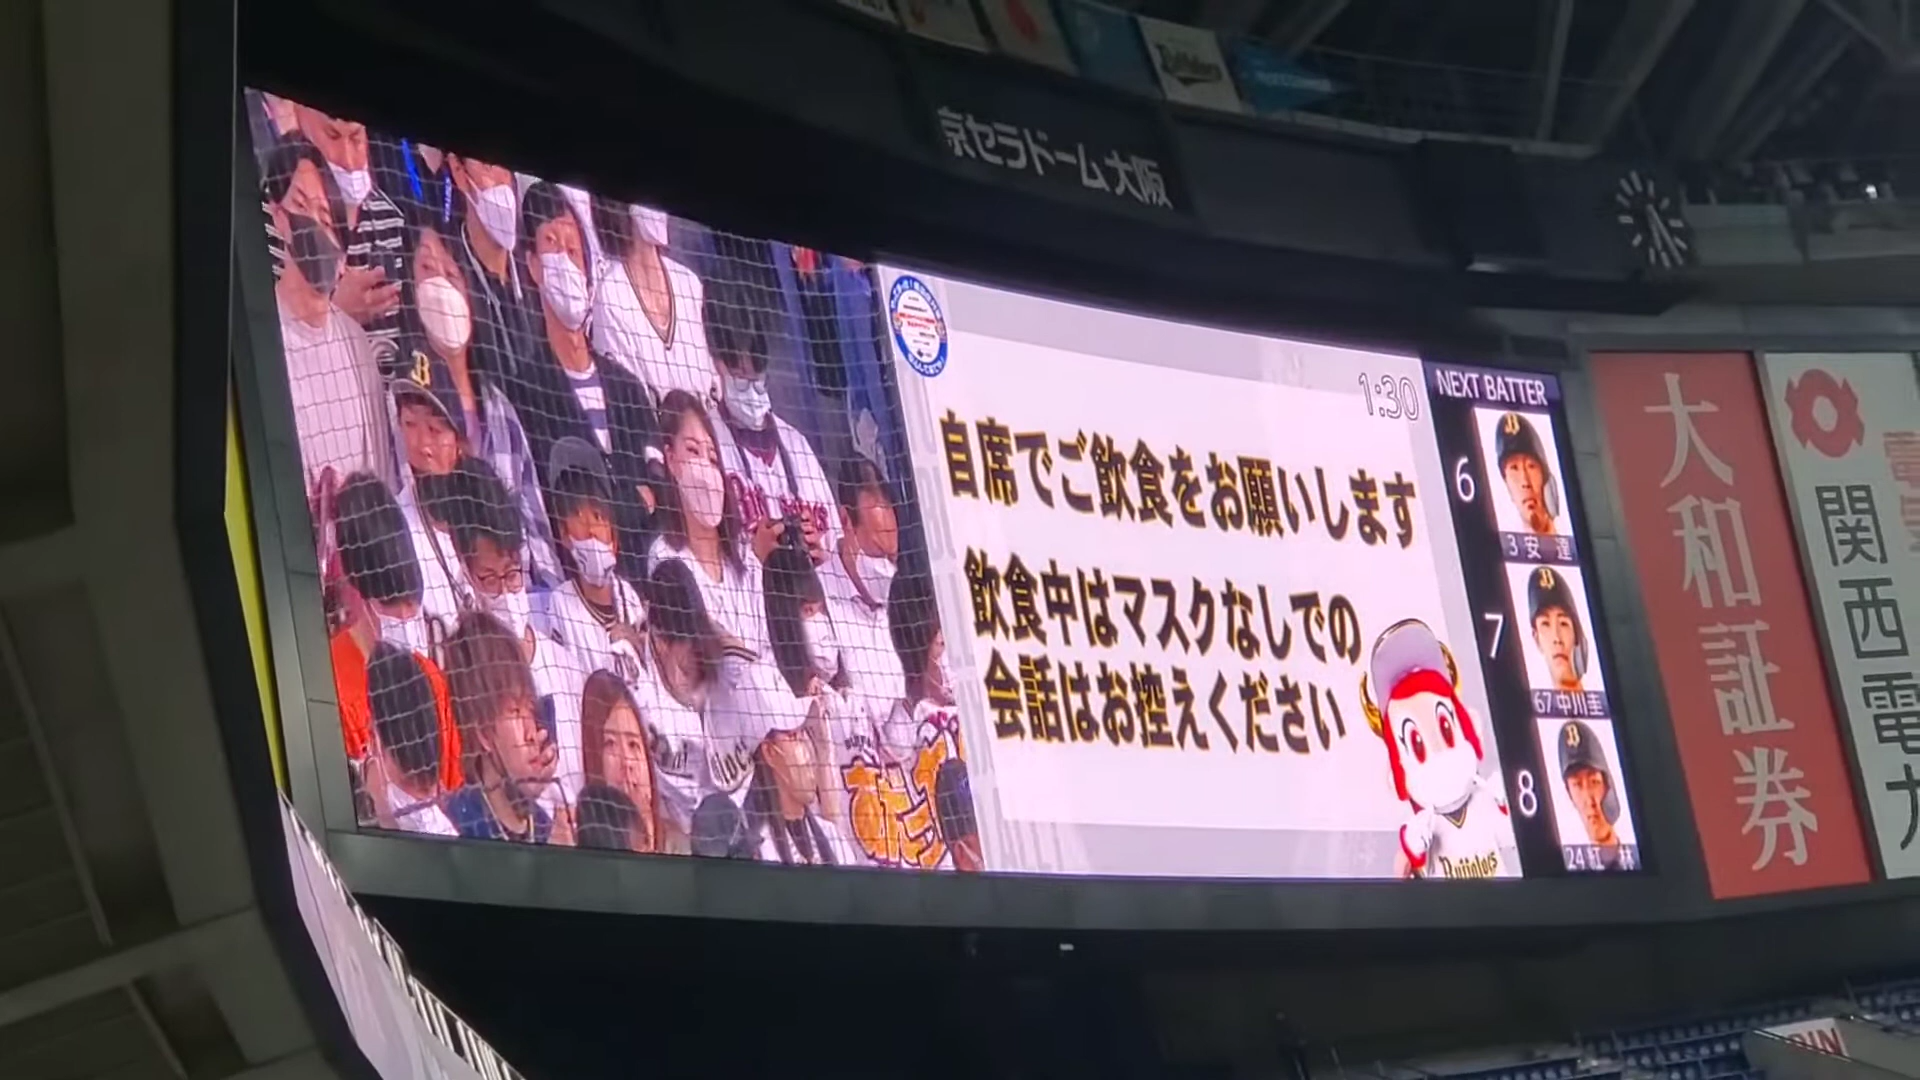 京セラドーム大阪
1:30
自席でご飲食をお願いします
飲食中はマスクなしでの
会話はお控えください
NEXT BATTER
6
3 安達
7
67 中川圭
8
24 紅林
Buffaloes
大和証券
関西電力